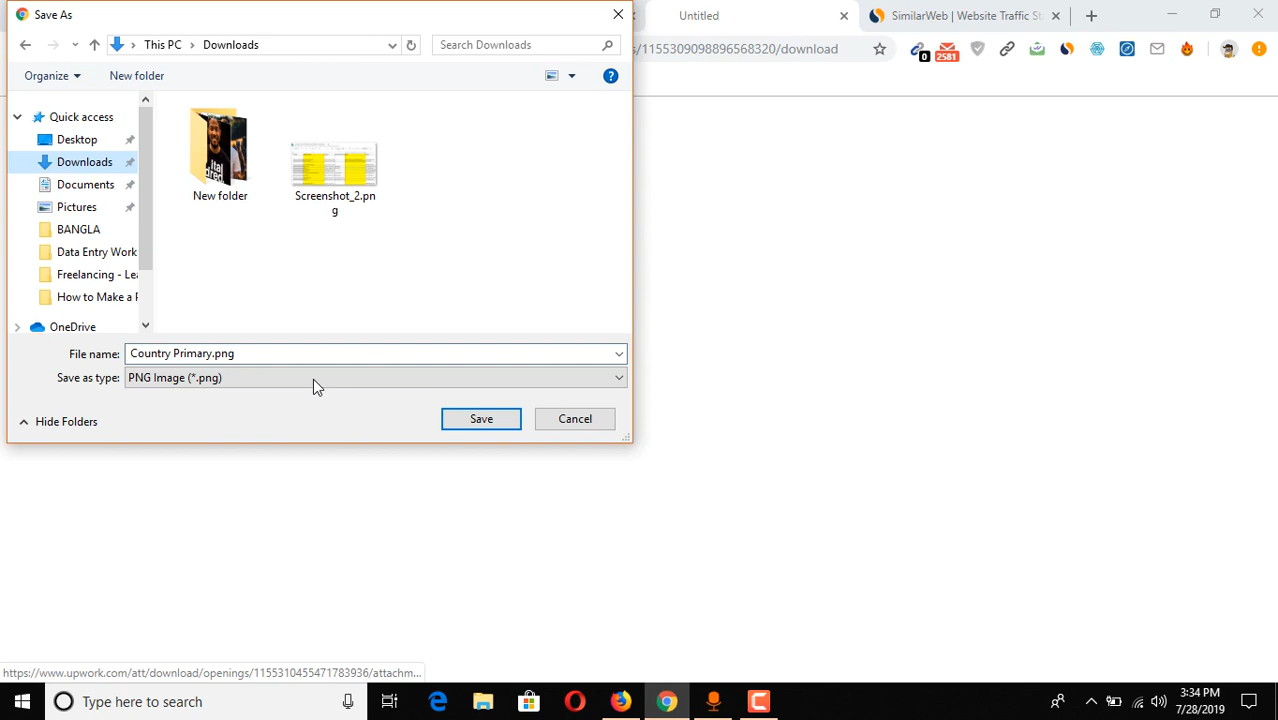 Save As
Untitled
SimilarWeb | Website Traffic St
This PC
Downloads
Search Downloads
s/1155309098896568320/download
0
2581
Organize
New folder
Quick access
Desktop
Downloads
Documents
Pictures
BANGLA
Data Entry Work
Freelancing - Lea
How to Make a P
OneDrive
New folder
Screenshot_2.pn
g
File name:
Country Primary.png
Save as type:
PNG Image (*.png)
Hide Folders
Save
Cancel
https://www.upwork.com/att/download/openings/1155310455471783936/attachm...
Type here to search
3:34 PM
7/28/2019